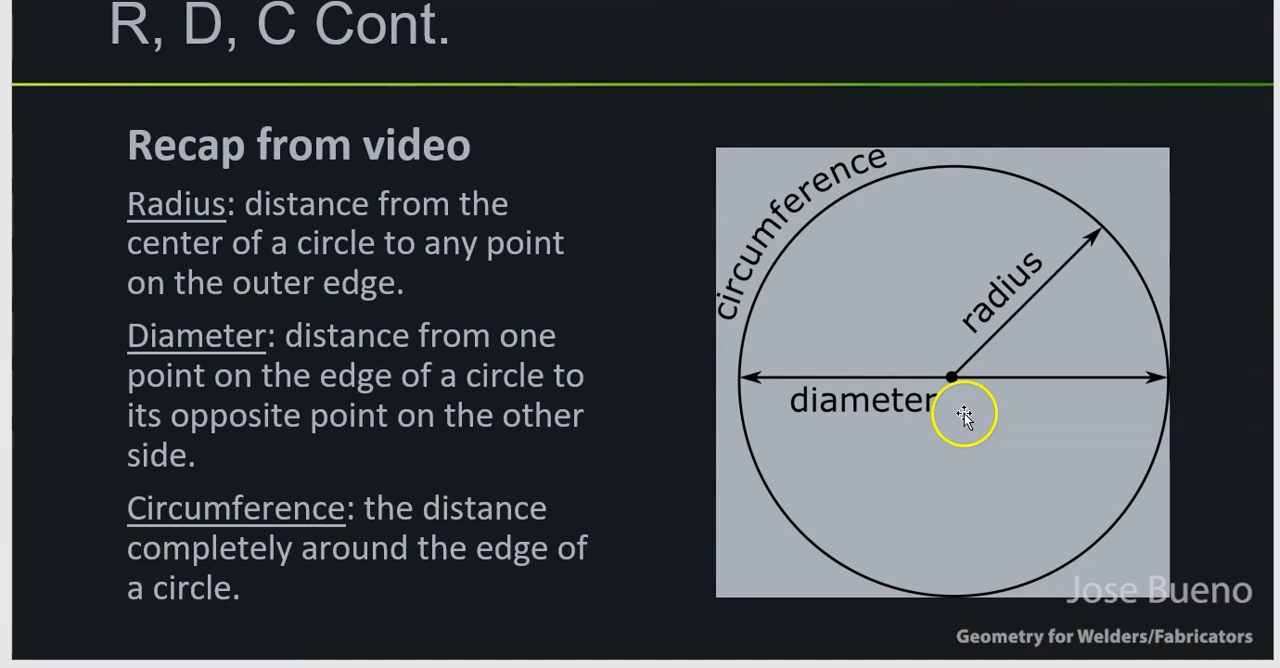 R, D, C Cont.
Recap from video
Radius: distance from the
center of a circle to any point
on the outer edge.
Diameter: distance from one
point on the edge of a circle to
its opposite point on the other
side.
Circumference: the distance
completely around the edge of
a circle.
circumference
radius
diameter
Jose Bueno
Geometry for Welders/Fabricators